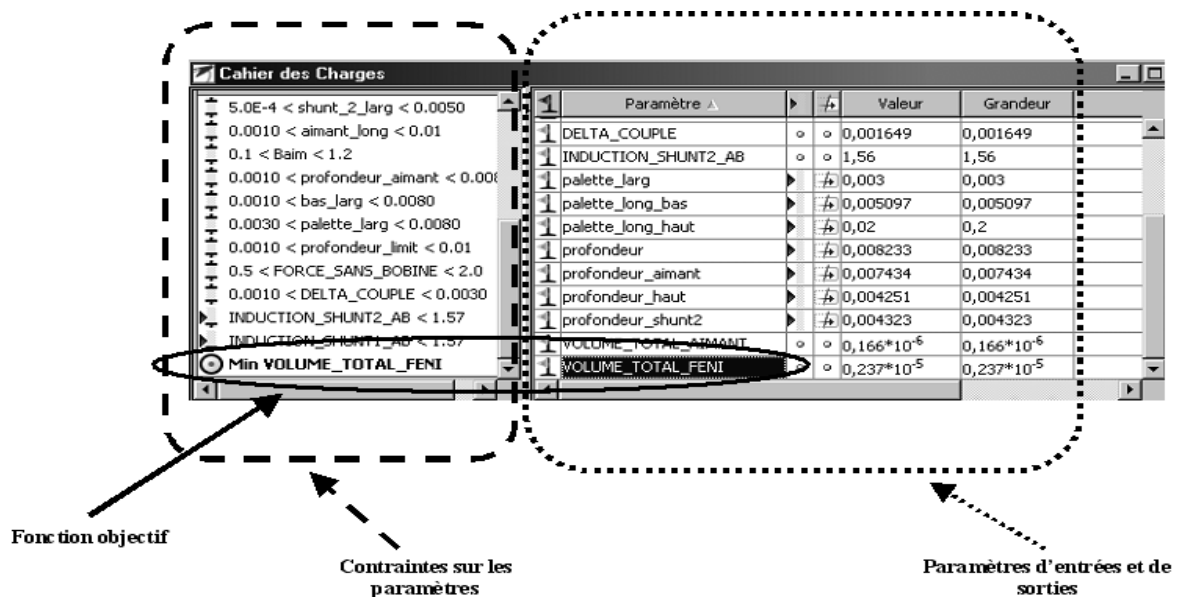 Cahier des Charges
5.0E-4 < shunt_2_larg < 0.0050
0.0010 < aimant_long < 0.01
0.1 < Baim < 1.2
0.0010 < profondeur_aimant < 0.008
0.0010 < bas_larg < 0.0080
0.0030 < palette_larg < 0.0080
0.0010 < profondeur_limit < 0.01
0.5 < FORCE_SANS_BOBINE < 2.0
0.0010 < DELTA_COUPLE < 0.0030
INDUCTION_SHUNT2_AB < 1.57
INDUCTION_SHUNT1_AB < 1.57
Min VOLUME_TOTAL_FENI
Paramètre Valeur Grandeur
DELTA_COUPLE 0,001649 0,001649
INDUCTION_SHUNT2_AB 1,56 1,56
palette_larg 0,003 0,003
palette_long_bas 0,005097 0,005097
palette_long_haut 0,02 0,2
profondeur 0,008233 0,008233
profondeur_aimant 0,007434 0,007434
profondeur_haut 0,004251 0,004251
profondeur_shunt2 0,004323 0,004323
VOLUME_TOTAL_AIMANT 0,166*10-6 0,166*10-6
VOLUME_TOTAL_FENI 0,237*10-5 0,237*10-5
Fonction objectif
Contraintes sur les
paramètres
Paramètres d'entrées et de
sorties